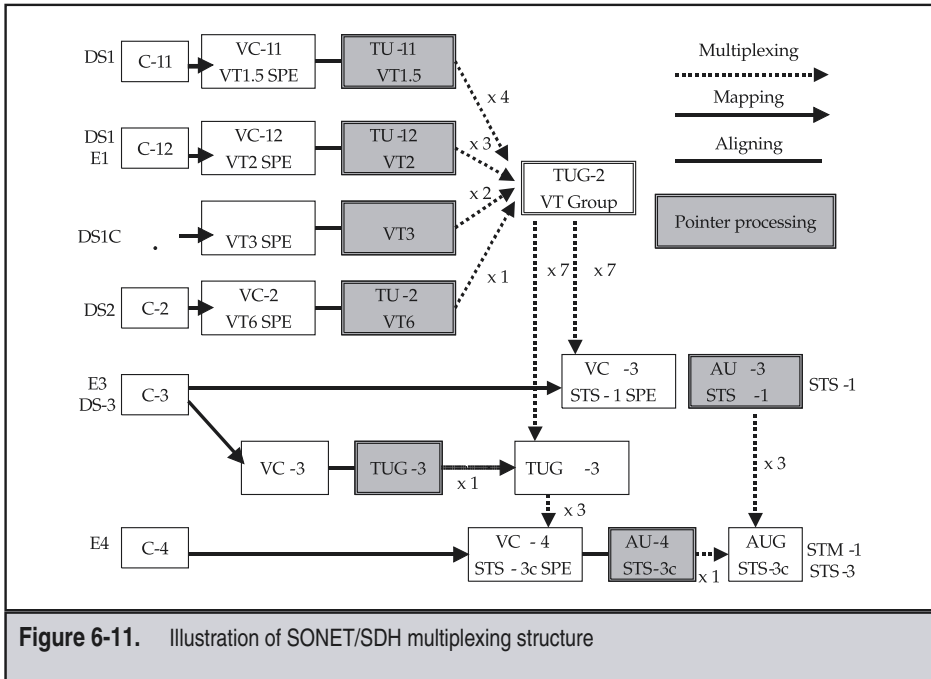 DS1
C-11
VC-11
VT1.5 SPE
TU -11
VT1.5
x 4
Multiplexing
Mapping
Aligning
DS1
E1
C-12
VC-12
VT2 SPE
TU -12
VT2
x 3
TUG-2
VT Group
Pointer processing
DS1C
VT3 SPE
VT3
x 2
DS2
C-2
VC-2
VT6 SPE
TU -2
VT6
x 1
x 7
x 7
E3
DS-3
C-3
VC -3
STS - 1 SPE
AU -3
STS -1
STS -1
VC -3
TUG -3
x 1
TUG -3
x 3
x 3
E4
C-4
VC - 4
STS - 3c SPE
AU-4
STS-3c
x 1
AUG
STS-3c
STM -1
STS-3
Figure 6-11. Illustration of SONET/SDH multiplexing structure